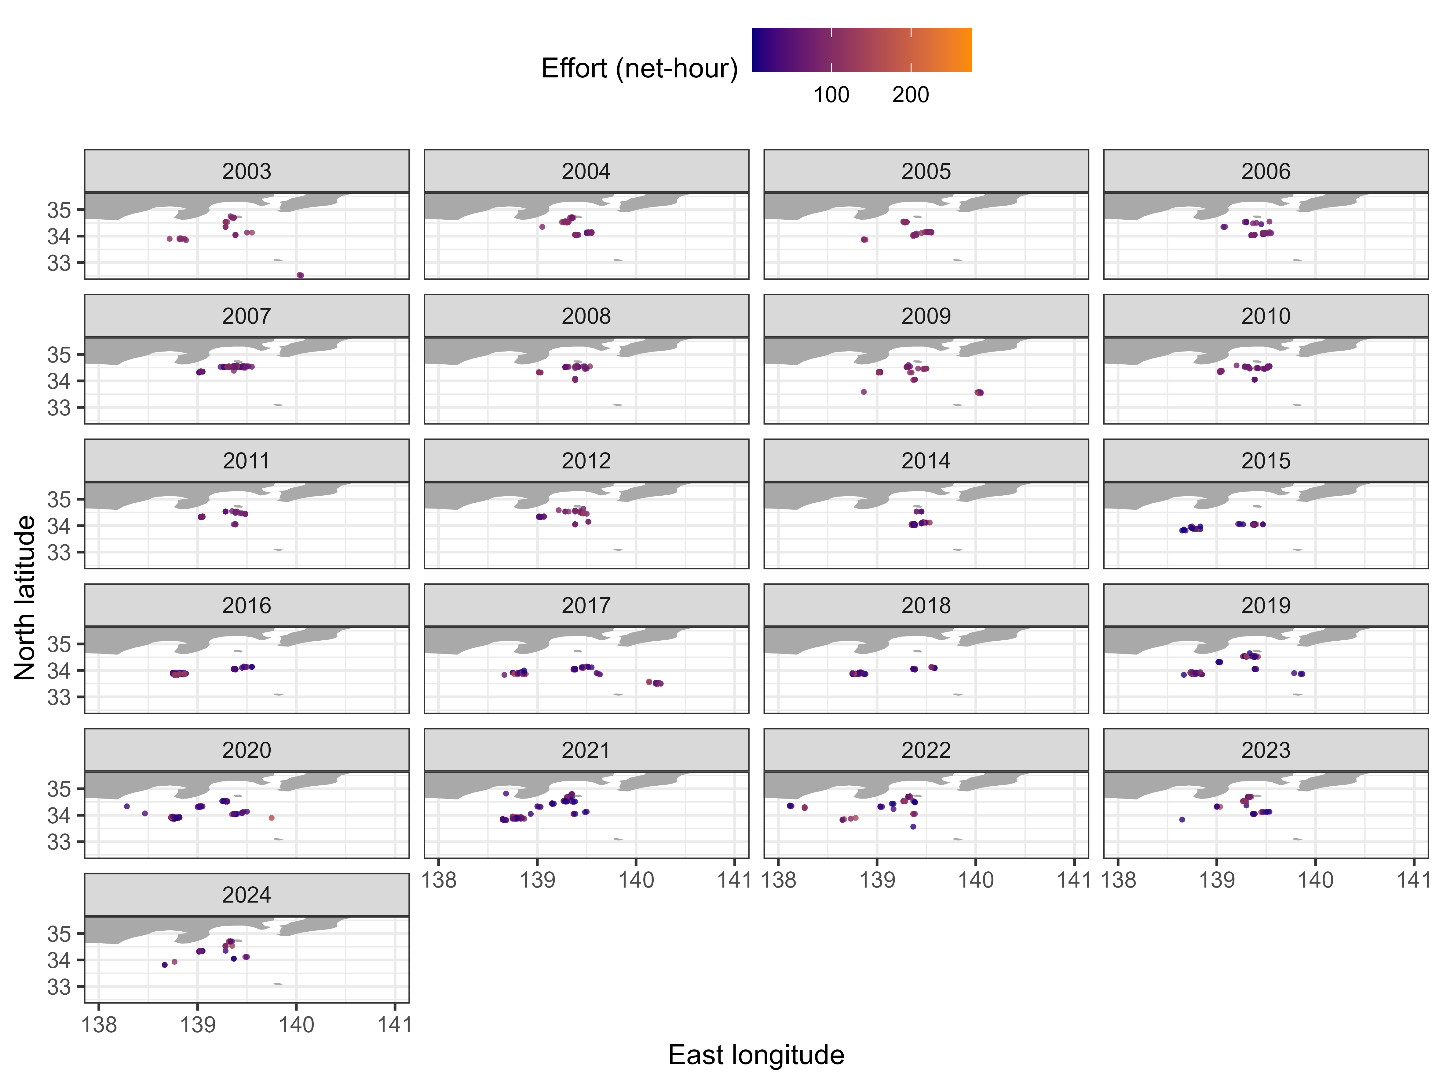 Effort (net-hour)
100 200
2003 2004 2005 2006
35
34
33
2007 2008 2009 2010
35
34
33
2011 2012 2014 2015
35
34
33
2016 2017 2018 2019
35
34
33
2020 2021 2022 2023
35
34
33
138 139 140 141 138 139 140 141 138 139 140 141
2024
35
34
33
138 139 140 141
North latitude
East longitude